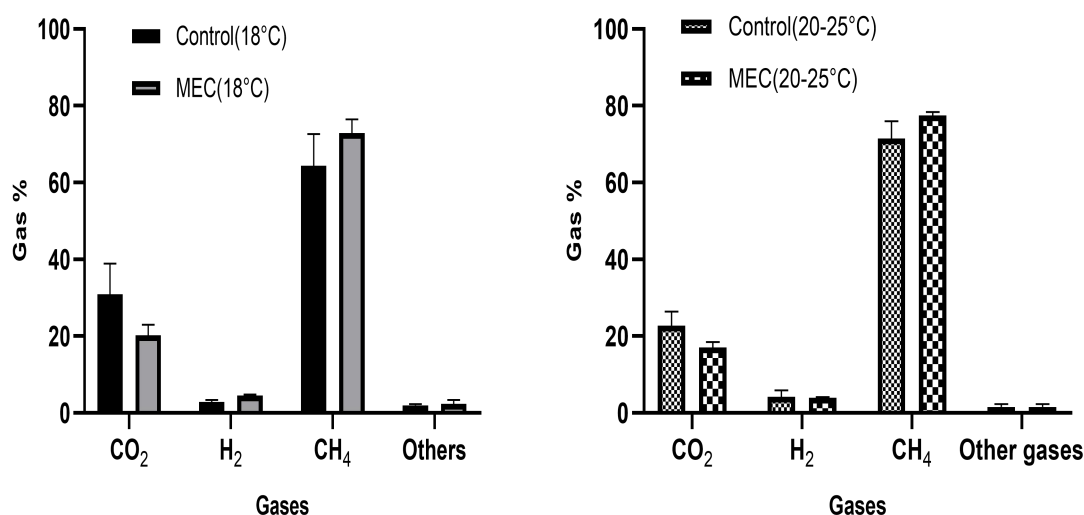 Control(18°C)
MEC(18°C)
100
80
60
40
20
0
Gas %
CO₂
H₂
CH₄
Others
Gases
Control(20-25°C)
MEC(20-25°C)
100
80
60
40
20
0
Gas %
CO₂
H₂
CH₄
Other gases
Gases